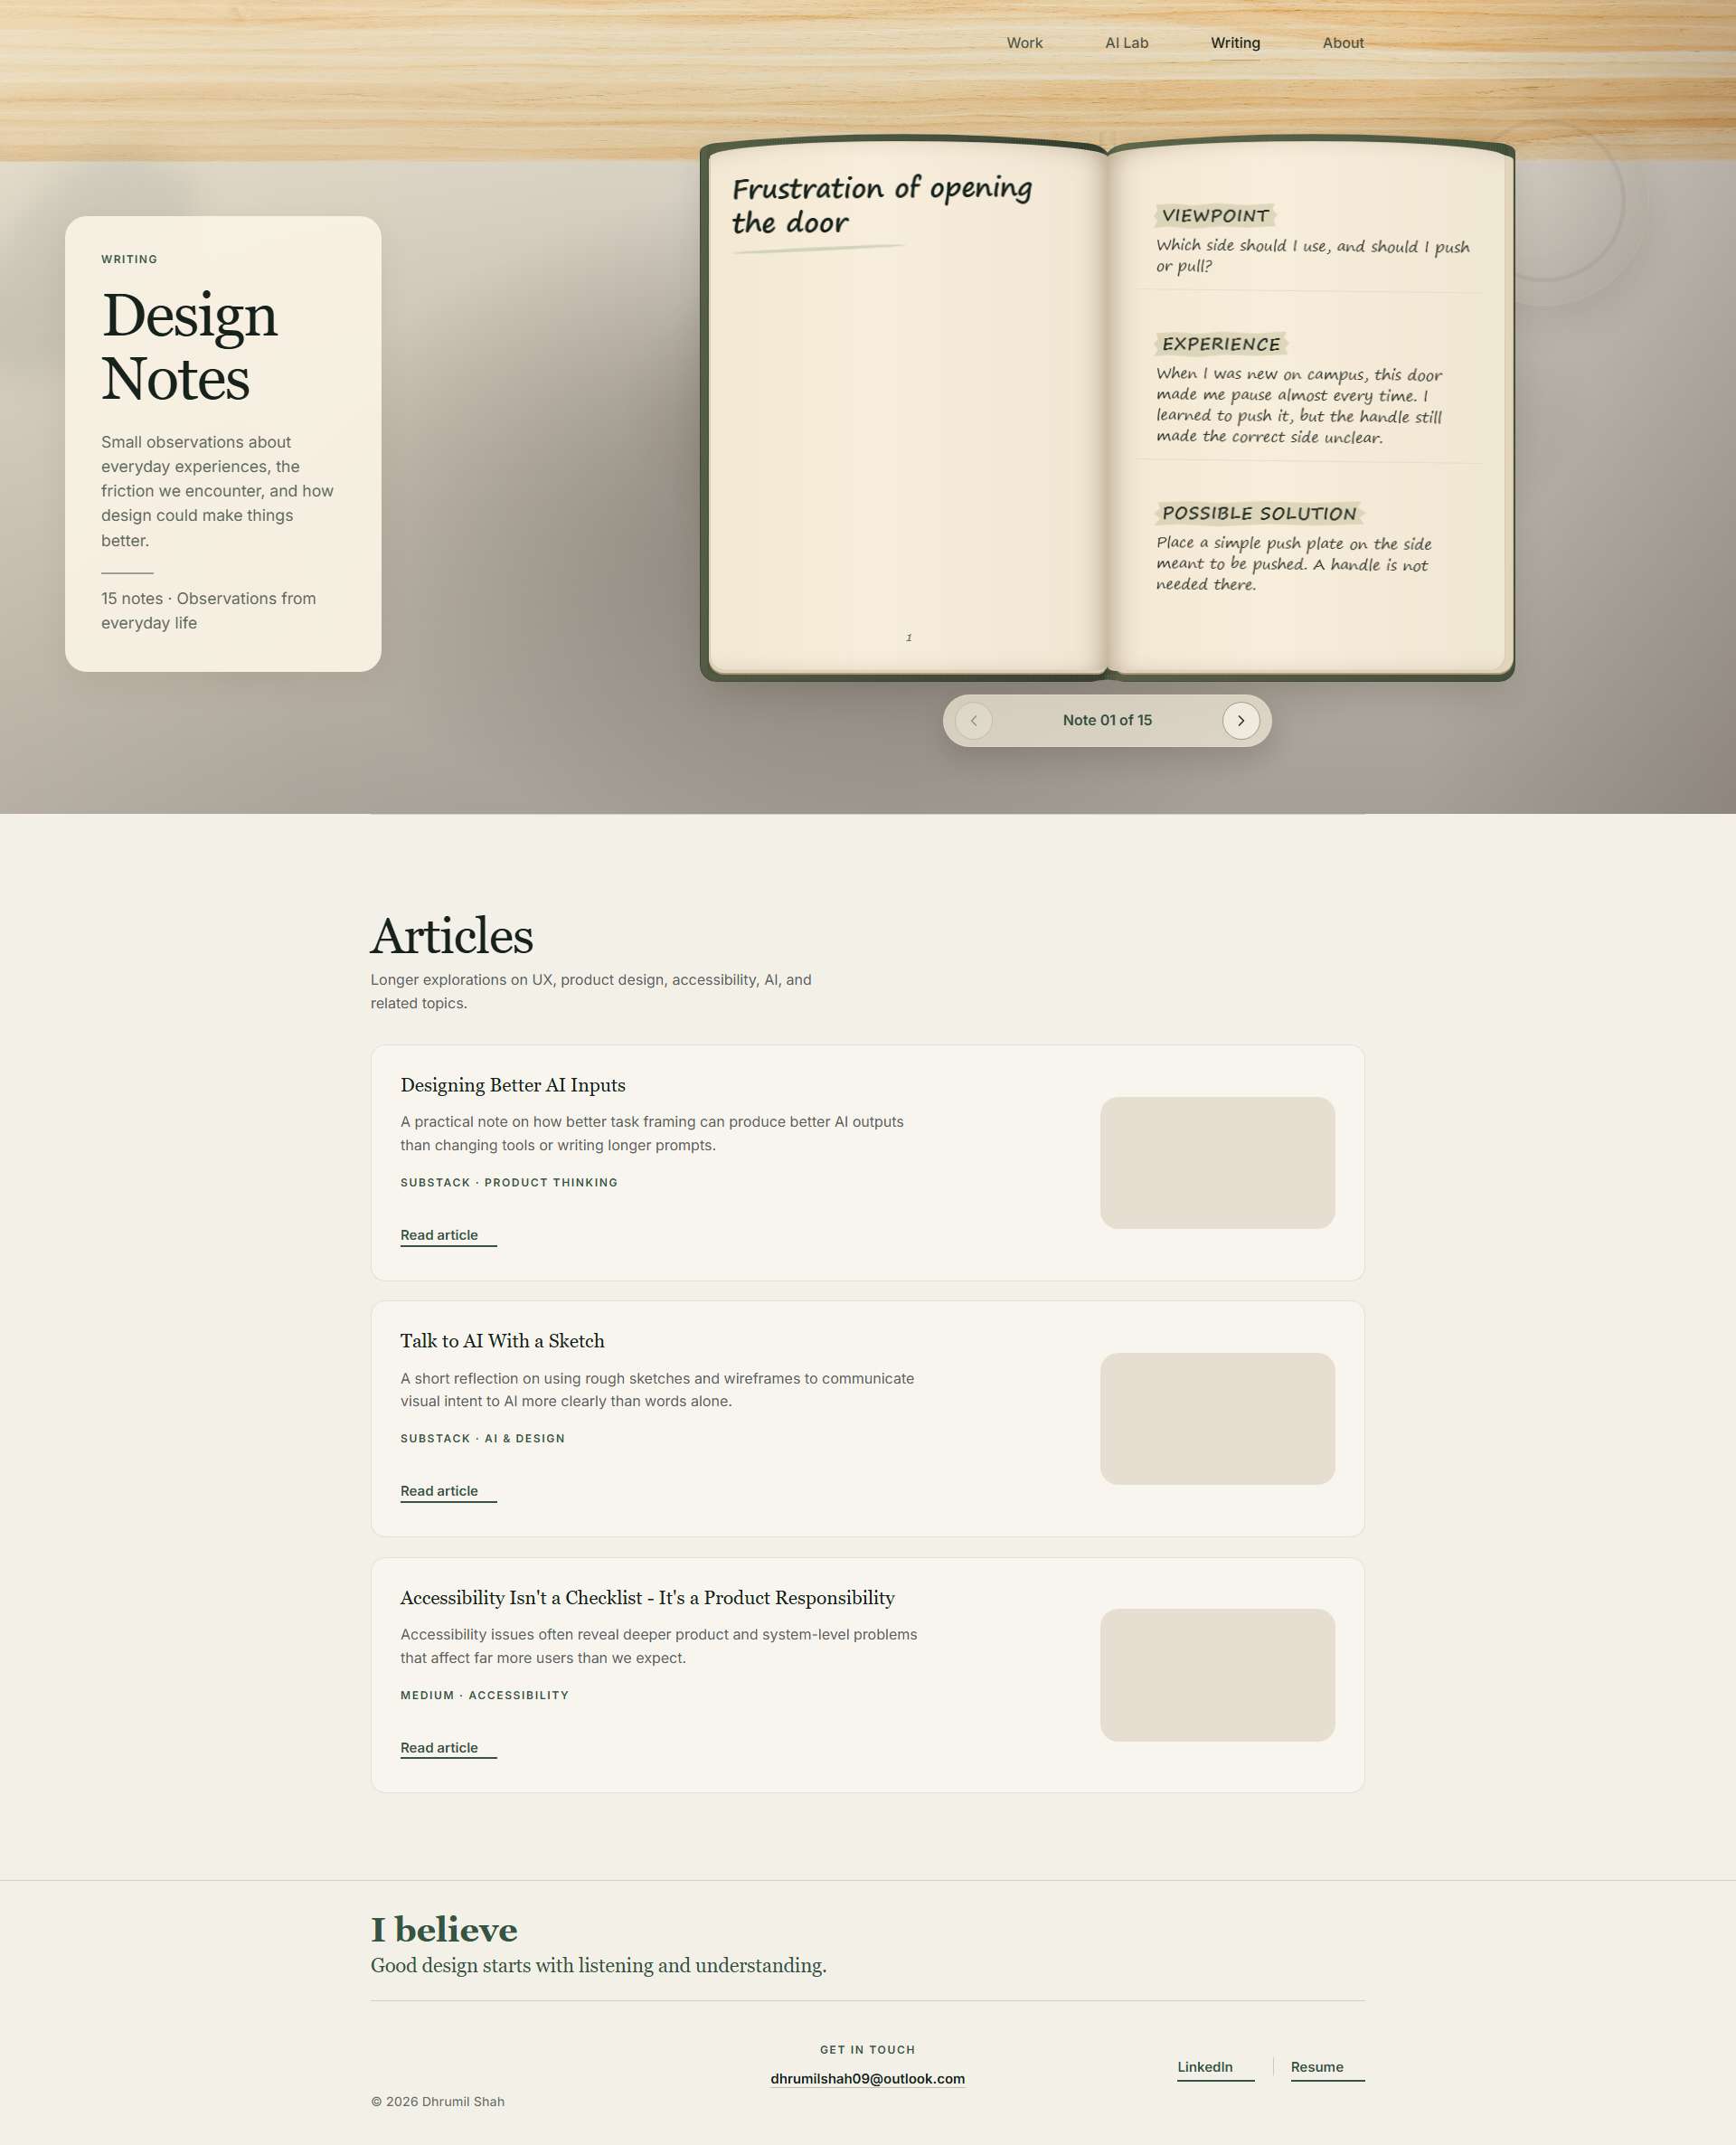 Work
AI Lab
Writing
About
WRITING
Design
Notes
Small observations about
everyday experiences, the
friction we encounter, and how
design could make things
better.
15 notes · Observations from
everyday life
Frustration of opening
the door
1
VIEWPOINT
Which side should I use, and should I push
or pull?
EXPERIENCE
When I was new on campus, this door
made me pause almost every time. I
learned to push it, but the handle still
made the correct side unclear.
POSSIBLE SOLUTION
Place a simple push plate on the side
meant to be pushed. A handle is not
needed there.
Note 01 of 15
Articles
Longer explorations on UX, product design, accessibility, AI, and
related topics.
Designing Better AI Inputs
A practical note on how better task framing can produce better AI outputs
than changing tools or writing longer prompts.
SUBSTACK · PRODUCT THINKING
Read article
Talk to AI With a Sketch
A short reflection on using rough sketches and wireframes to communicate
visual intent to AI more clearly than words alone.
SUBSTACK · AI & DESIGN
Read article
Accessibility Isn't a Checklist - It's a Product Responsibility
Accessibility issues often reveal deeper product and system-level problems
that affect far more users than we expect.
MEDIUM · ACCESSIBILITY
Read article
I believe
Good design starts with listening and understanding.
GET IN TOUCH
dhrumilshah09@outlook.com
LinkedIn
Resume
© 2026 Dhrumil Shah